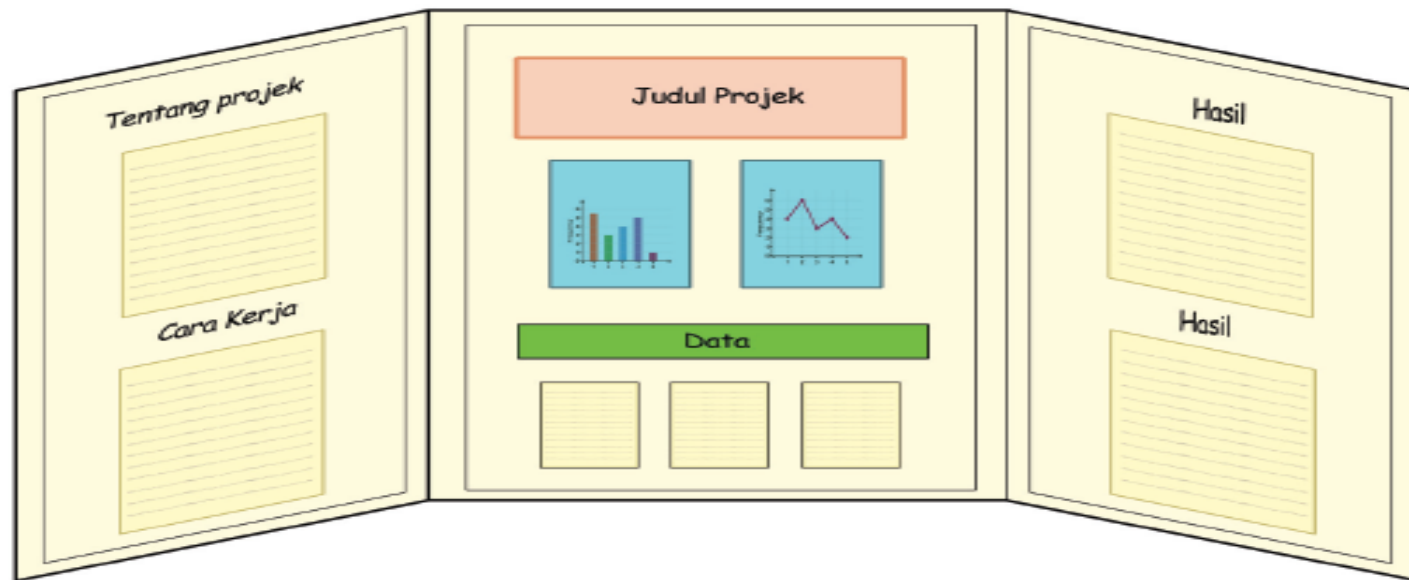 Tentang projek
Cara Kerja
Judul Projek
Data
Hasil
Hasil